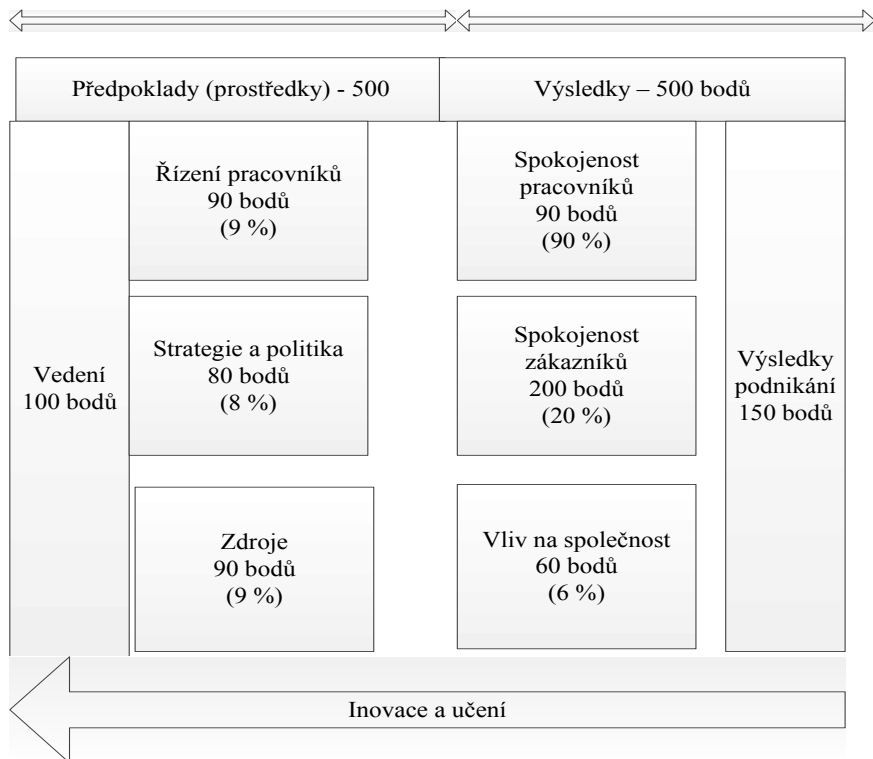 Předpoklady (prostředky) - 500
Výsledky – 500 bodů
Vedení
100 bodů
Řízení pracovníků
90 bodů
(9 %)
Strategie a politika
80 bodů
(8 %)
Zdroje
90 bodů
(9 %)
Spokojenost
pracovníků
90 bodů
(90 %)
Spokojenost
zákazníků
200 bodů
(20 %)
Vliv na společnost
60 bodů
(6 %)
Výsledky
podnikání
150 bodů
Inovace a učení